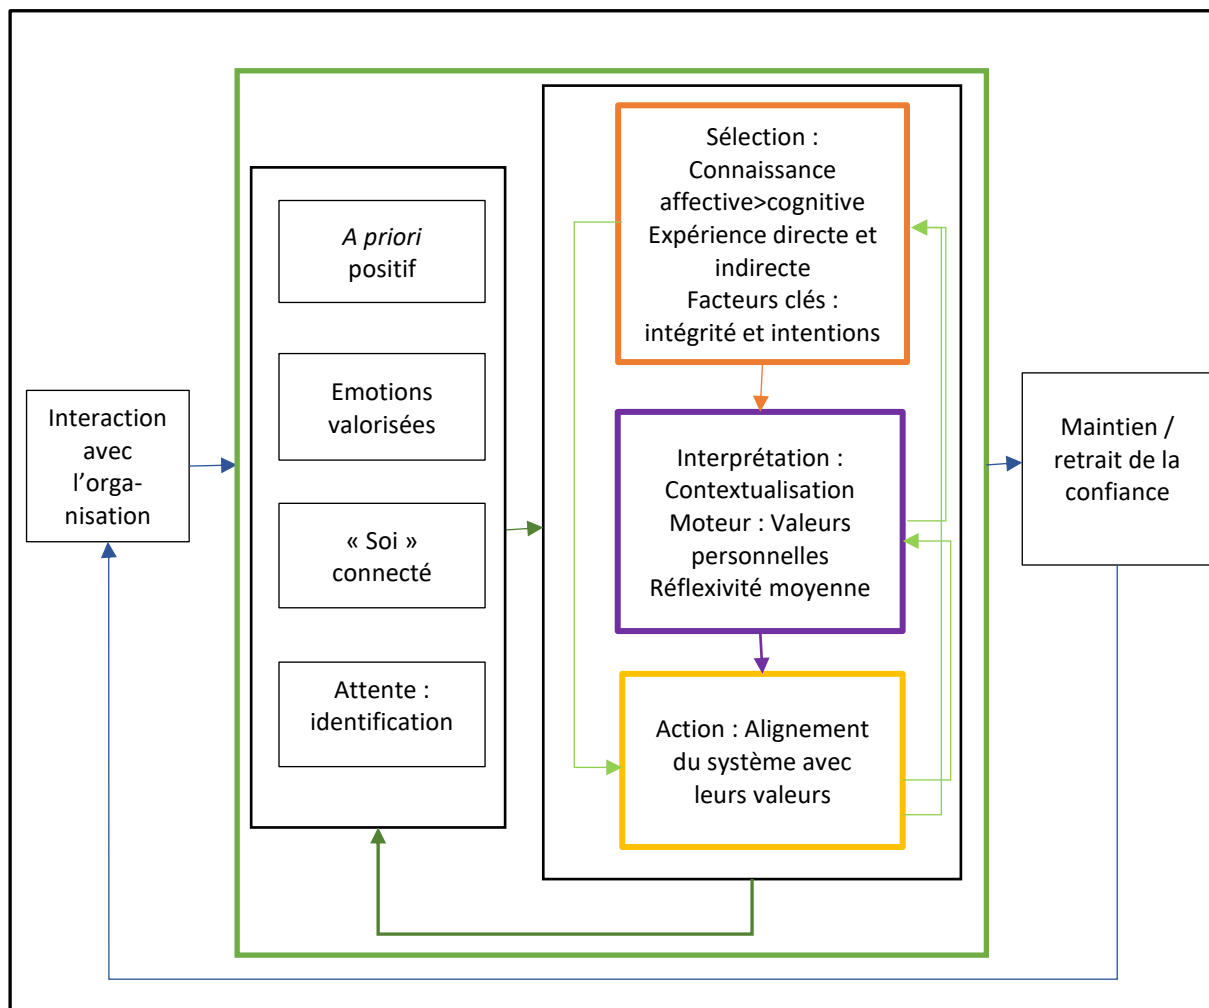 Interaction
avec
l’orga-
nisation
A priori
positif
Emotions
valorisées
« Soi »
connecté
Attente :
identification
Sélection :
Connaissance
affective>cognitive
Expérience directe et
indirecte
Facteurs clés :
intégrité et intentions
Interprétation :
Contextualisation
Moteur : Valeurs
personnelles
Réflexivité moyenne
Action : Alignement
du système avec
leurs valeurs
Maintien /
retrait de la
confiance